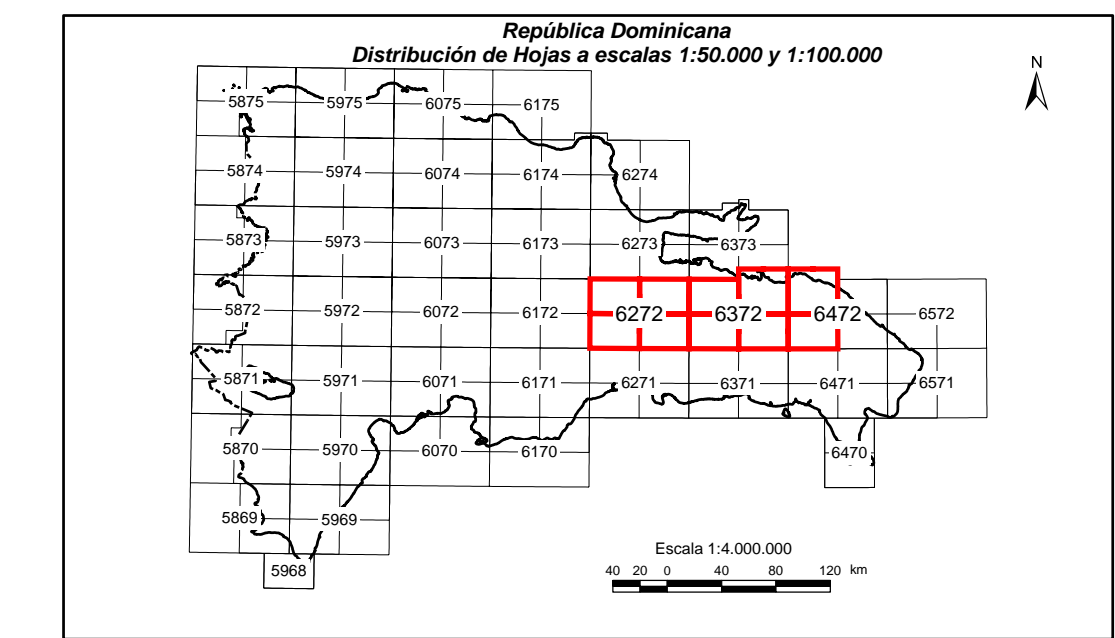 República Dominicana
Distribución de Hojas a escalas 1:50.000 y 1:100.000
N
5875 5975 6075 6175
5874 5974 6074 6174 6274
5873 5973 6073 6173 6273 6373
5872 5972 6072 6172 6272 6372 6472 6572
5871 5971 6071 6171 6271 6371 6471 6571
5870 5970 6070 6170 6470
5869 5969
5968
Escala 1:4.000.000
40 20 0 40 80 120 km